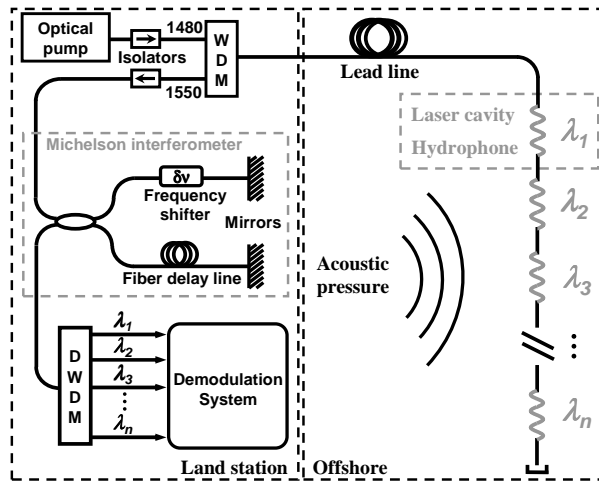 Optical
pump
1480
Isolators
1550
W
D
M
Lead line
Laser cavity
Hydrophone
λ1
Michelson interferometer
δν
Frequency
shifter
Mirrors
Fiber delay line
λ2
λ3
Acoustic
pressure
⋮
λn
D
W
D
M
λ1
λ2
λ3
⋮
λn
Demodulation
System
Land station
Offshore